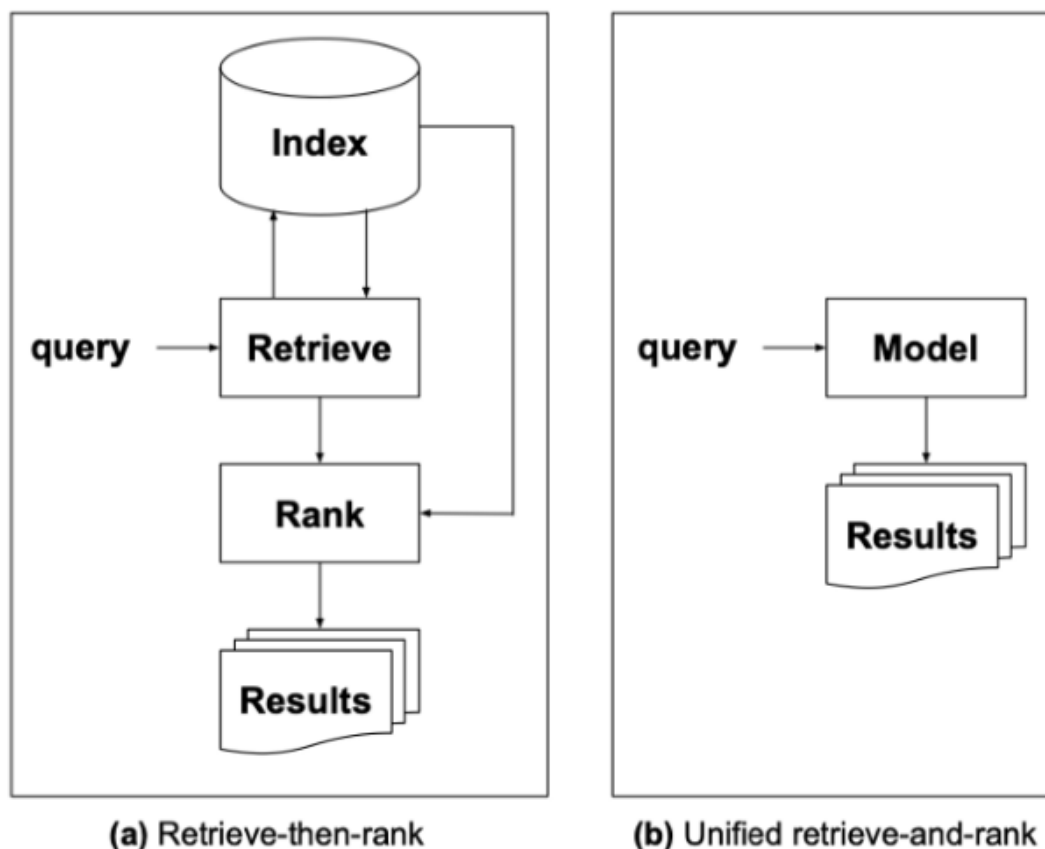 Index
query
Retrieve
Rank
Results
(a) Retrieve-then-rank
query
Model
Results
(b) Unified retrieve-and-rank